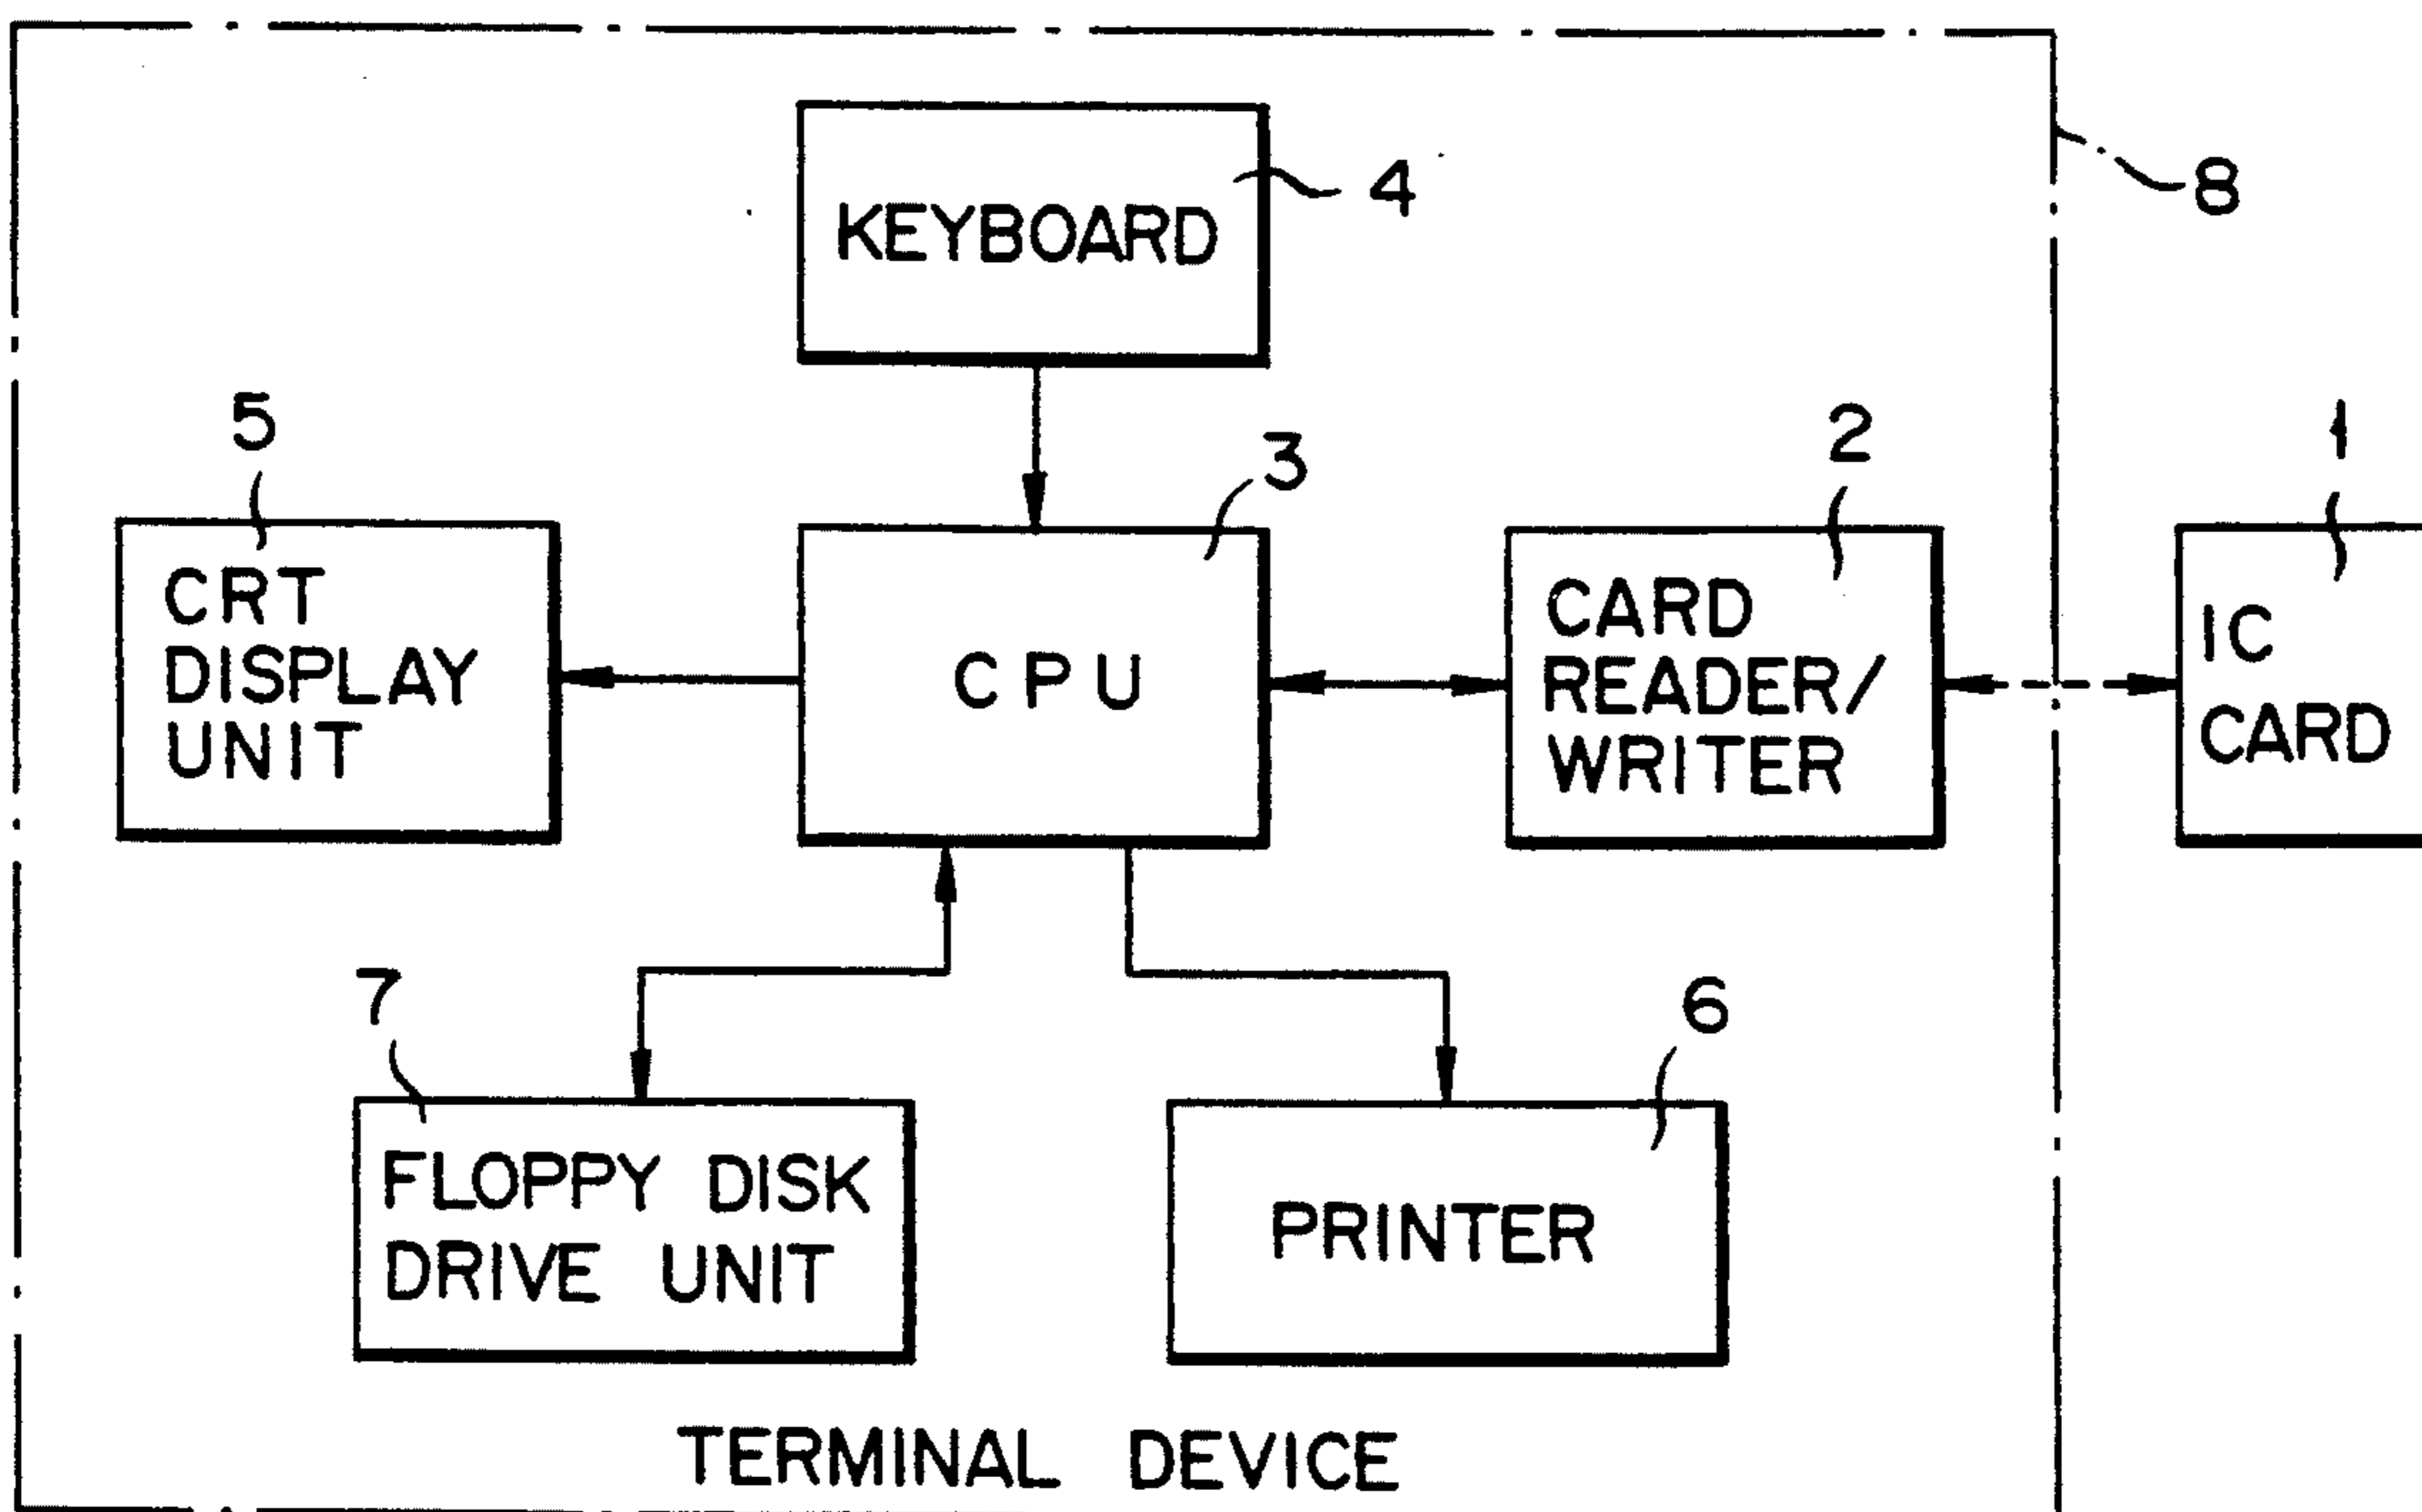 KEYBOARD
4
8
5
CRT
DISPLAY
UNIT
3
CPU
2
CARD
READER/
WRITER
1
IC
CARD
7
FLOPPY DISK
DRIVE UNIT
6
PRINTER
TERMINAL DEVICE